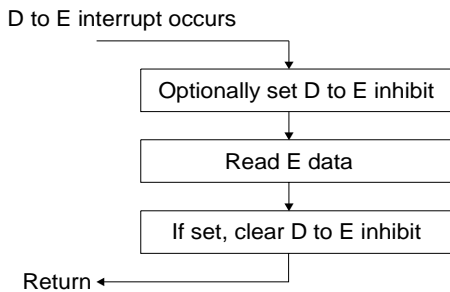 D to E interrupt occurs
Optionally set D to E inhibit
Read E data
If set, clear D to E inhibit
Return